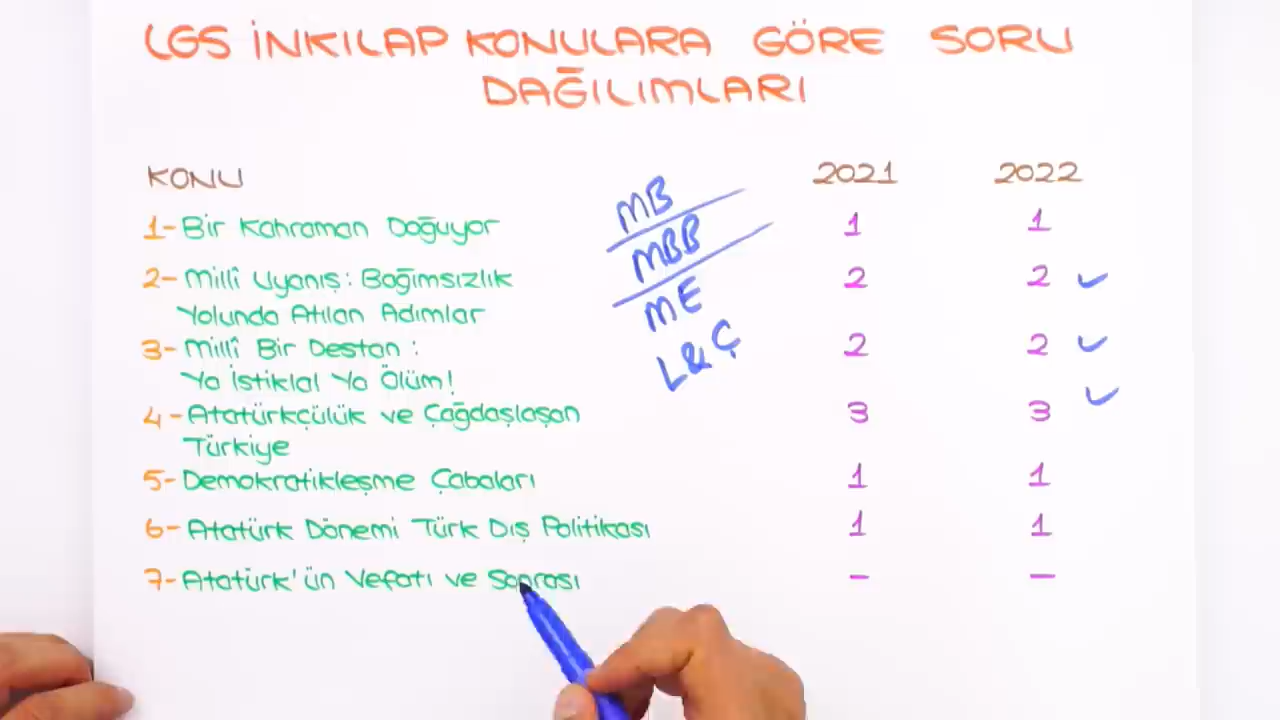 LGS İNKILAP KONULARA GÖRE SORU
DAĞILIMLARI
KONU 2021 2022
1- Bir Kahraman Doğuyor 1 1
2- Millî Uyanış: Bağımsızlık 2 2
Yolunda Atılan Adımlar
3- Millî Bir Destan : 2 2
Ya İstiklal Ya Ölüm!
4- Atatürkçülük ve Çağdaşlaşan 3 3
Türkiye
5- Demokratikleşme Çabaları 1 1
6- Atatürk Dönemi Türk Dış Politikası 1 1
7- Atatürk'ün Vefatı ve Sonrası - -
MB
MBB
ME
L&Ç